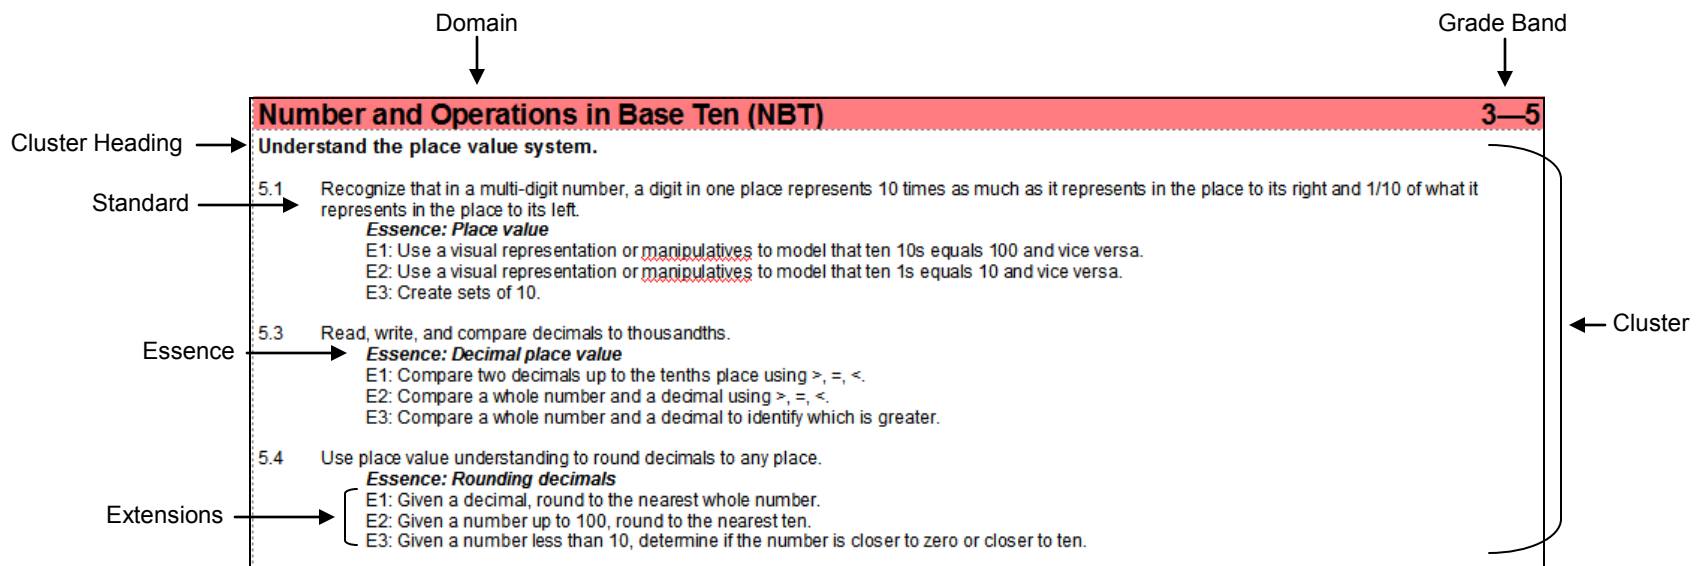 Domain
Grade Band
Number and Operations in Base Ten (NBT) 3—5
Cluster Heading
Understand the place value system.
5.1 Recognize that in a multi-digit number, a digit in one place represents 10 times as much as it represents in the place to its right and 1/10 of what it
Standard
represents in the place to its left.
Essence: Place value
E1: Use a visual representation or manipulatives to model that ten 10s equals 100 and vice versa.
E2: Use a visual representation or manipulatives to model that ten 1s equals 10 and vice versa.
E3: Create sets of 10.
Cluster
5.3 Read, write, and compare decimals to thousandths.
Essence
Essence: Decimal place value
E1: Compare two decimals up to the tenths place using >, =, <.
E2: Compare a whole number and a decimal using >, =, <.
E3: Compare a whole number and a decimal to identify which is greater.
5.4 Use place value understanding to round decimals to any place.
Essence: Rounding decimals
Extensions
E1: Given a decimal, round to the nearest whole number.
E2: Given a number up to 100, round to the nearest ten.
E3: Given a number less than 10, determine if the number is closer to zero or closer to ten.